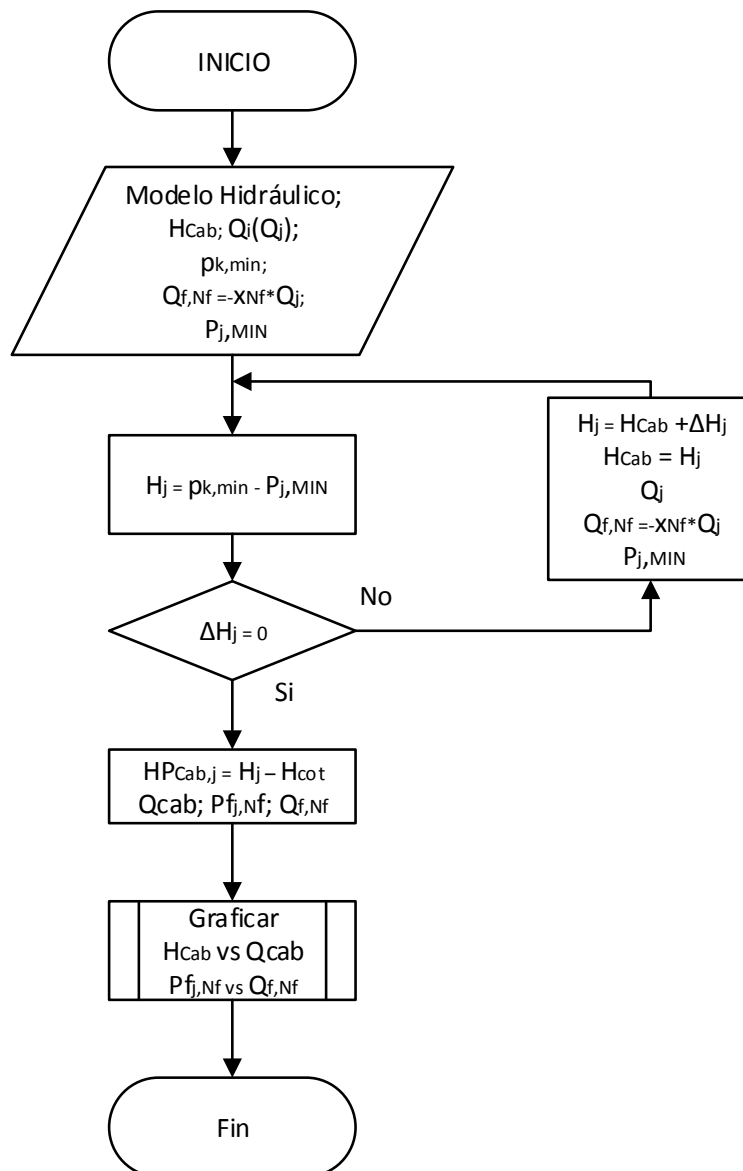 INICIO
Modelo Hidráulico;
HCab; Qi(Qj);
pk,min;
Qf,Nf =-xNf*Qj;
Pj,MIN
Hj = HCab +ΔHj
HCab = Hj
Qj
Qf,Nf =-xNf*Qj
Pj,MIN
Hj = pk,min - Pj,MIN
No
ΔHj = 0
Si
HPCab,j = Hj – Hcot
Qcab; Pfj,Nf; Qf,Nf
Graficar
HCab vs Qcab
Pfj,Nf vs Qf,Nf
Fin